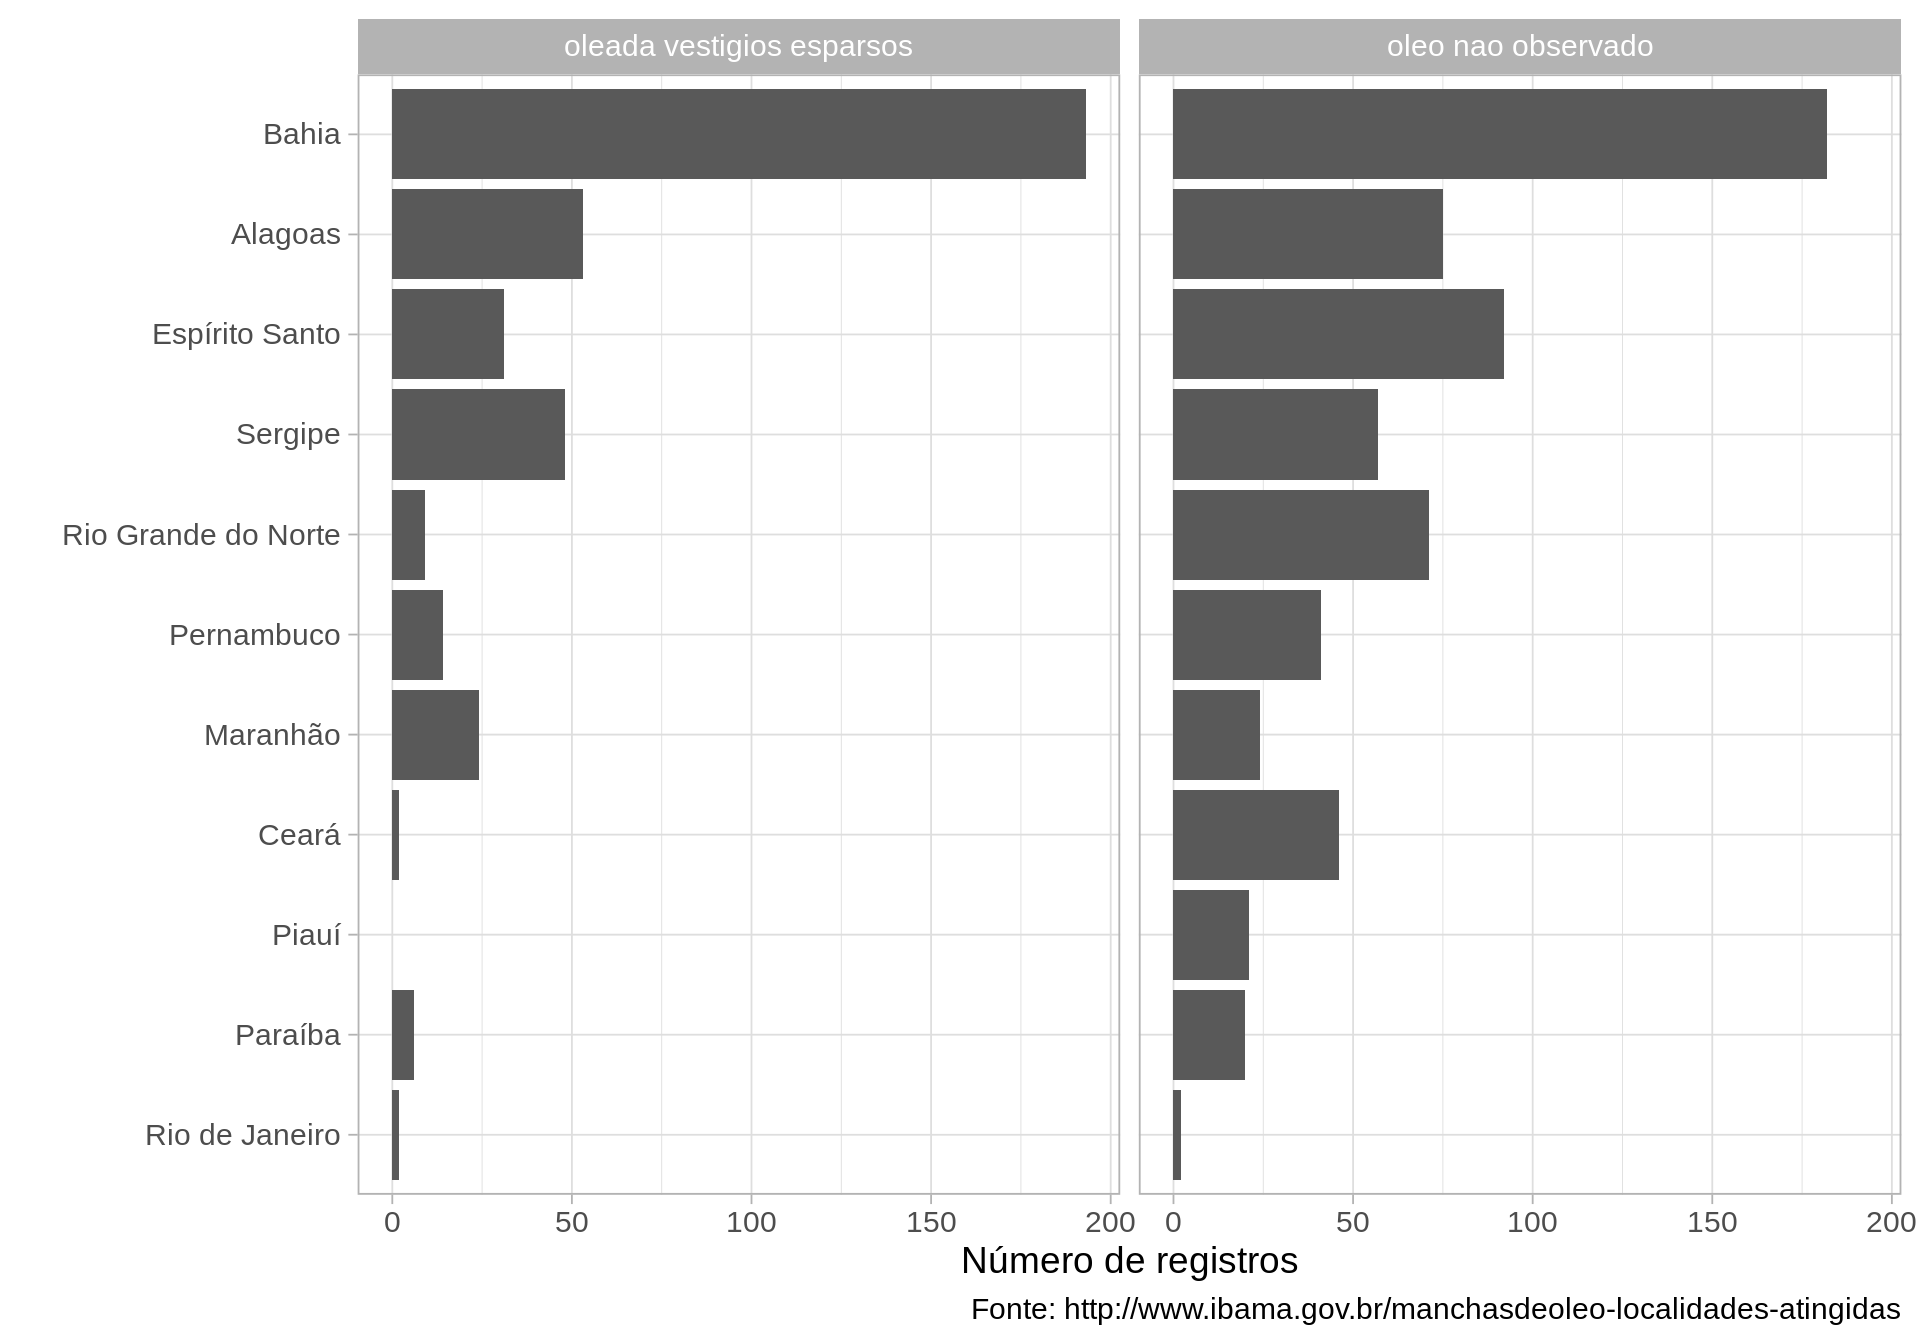 oleada vestigios esparsos
oleo nao observado
Bahia
Alagoas
Espírito Santo
Sergipe
Rio Grande do Norte
Pernambuco
Maranhão
Ceará
Piauí
Paraíba
Rio de Janeiro
0 50 100 150 200 0 50 100 150 200
Número de registros
Fonte: http://www.ibama.gov.br/manchasdeoleo-localidades-atingidas